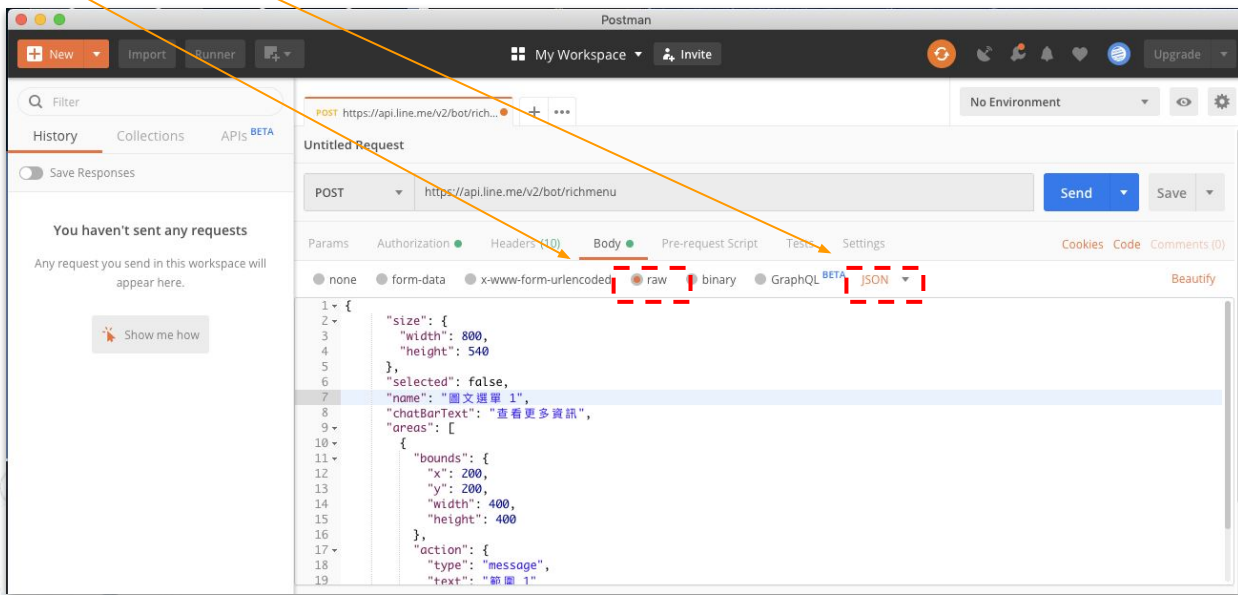 Postman
New
Import
Runner
My Workspace
Invite
Upgrade
Filter
History Collections APIs BETA
Save Responses
You haven't sent any requests
Any request you send in this workspace will
appear here.
Show me how
POST https://api.line.me/v2/bot/rich...
No Environment
Untitled Request
POST https://api.line.me/v2/bot/richmenu
Send
Save
Params Authorization Headers (10) Body Pre-request Script Tests Settings
Cookies Code Comments (0)
none form-data x-www-form-urlencoded raw binary GraphQL BETA JSON
Beautify
1 {
2 "size": {
3 "width": 800,
4 "height": 540
5 },
6 "selected": false,
7 "name": "圖文選單 1",
8 "chatBarText": "查看更多資訊",
9 "areas": [
10 {
11 "bounds": {
12 "x": 200,
13 "y": 200,
14 "width": 400,
15 "height": 400
16 },
17 "action": {
18 "type": "message",
19 "text": "範圍 1"